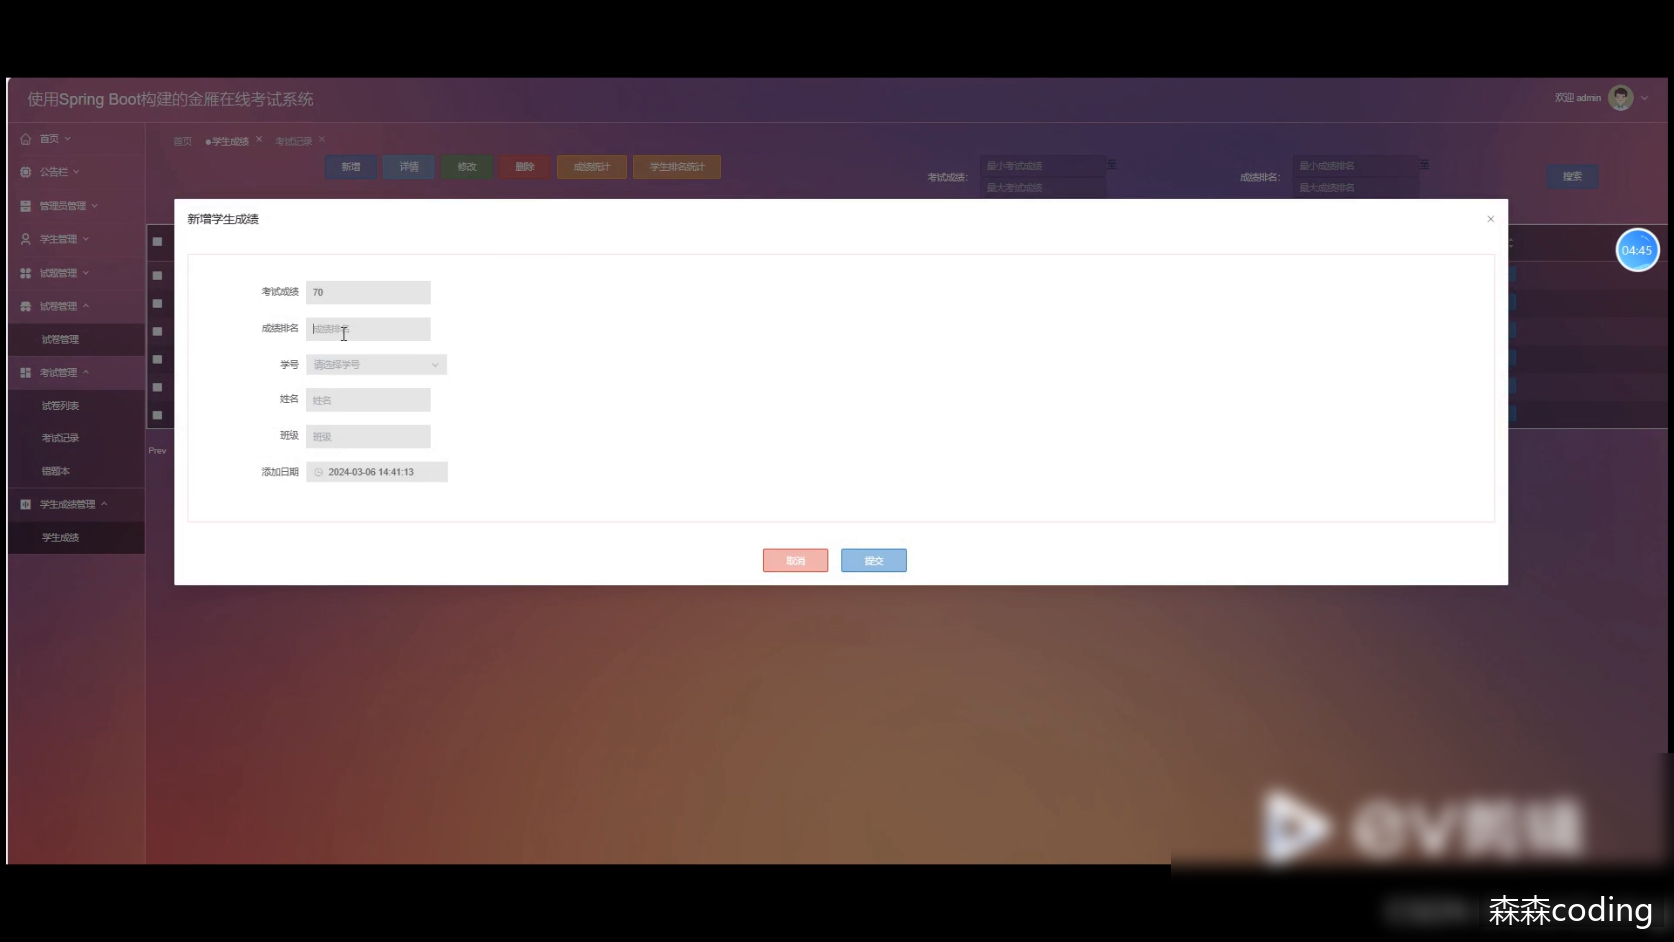 使用Spring Boot构建的金雁在线考试系统
欢迎 admin
首页
公告栏
管理员管理
学生管理
试题管理
试卷管理
试卷管理
考试管理
试卷列表
考试记录
错题本
学生成绩管理
学生成绩
首页 学生成绩 考试记录
新增 详情 修改 删除 成绩统计 学生排名统计
考试成绩: 最小考试成绩 至
最大考试成绩
成绩排名: 最小成绩排名 至
最大成绩排名
搜索
新增学生成绩
04:45
考试成绩 70
成绩排名 成绩排名
学号 请选择学号
姓名 姓名
班级 班级
添加日期 2024-03-06 14:41:13
Prev
取消 提交
森森coding